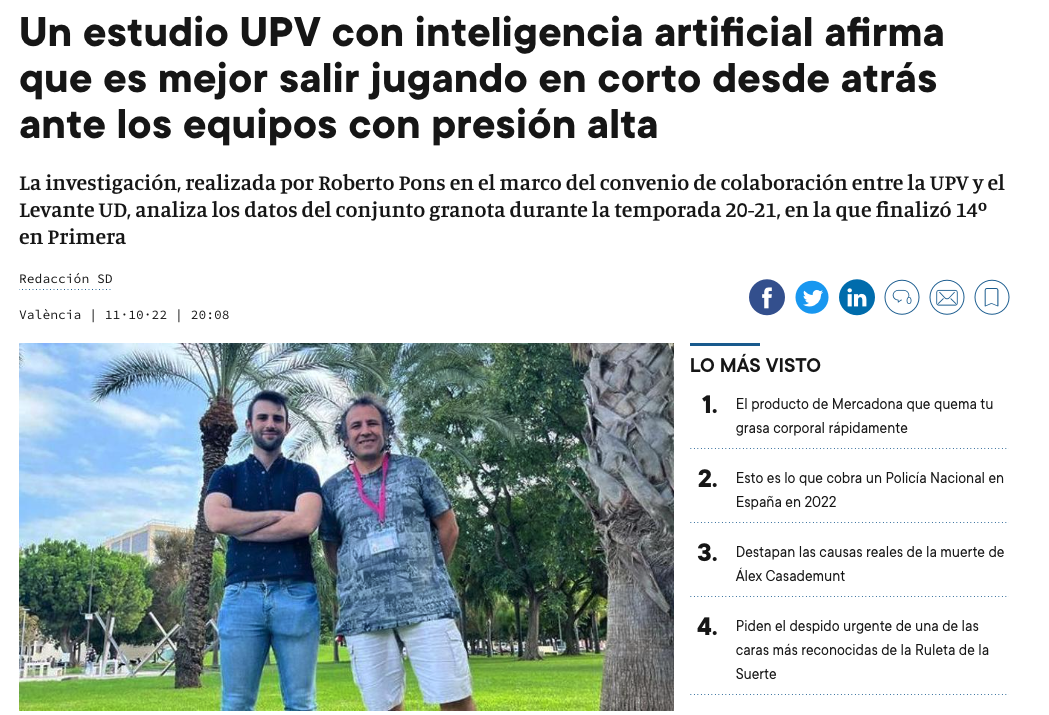 Un estudio UPV con inteligencia artificial afirma
que es mejor salir jugando en corto desde atrás
ante los equipos con presión alta
La investigación, realizada por Roberto Pons en el marco del convenio de colaboración entre la UPV y el
Levante UD, analiza los datos del conjunto granota durante la temporada 20-21, en la que finalizó 14º
en Primera
Redacción SD
València | 11·10·22 | 20:08
LO MÁS VISTO
1.
El producto de Mercadona que quema tu
grasa corporal rápidamente
2.
Esto es lo que cobra un Policía Nacional en
España en 2022
3.
Destapan las causas reales de la muerte de
Álex Casademunt
4.
Piden el despido urgente de una de las
caras más reconocidas de la Ruleta de la
Suerte